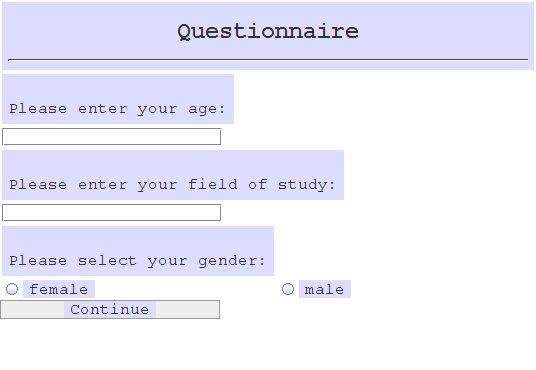 Questionnaire
Please enter your age:
Please enter your field of study:
Please select your gender:
female male
Continue